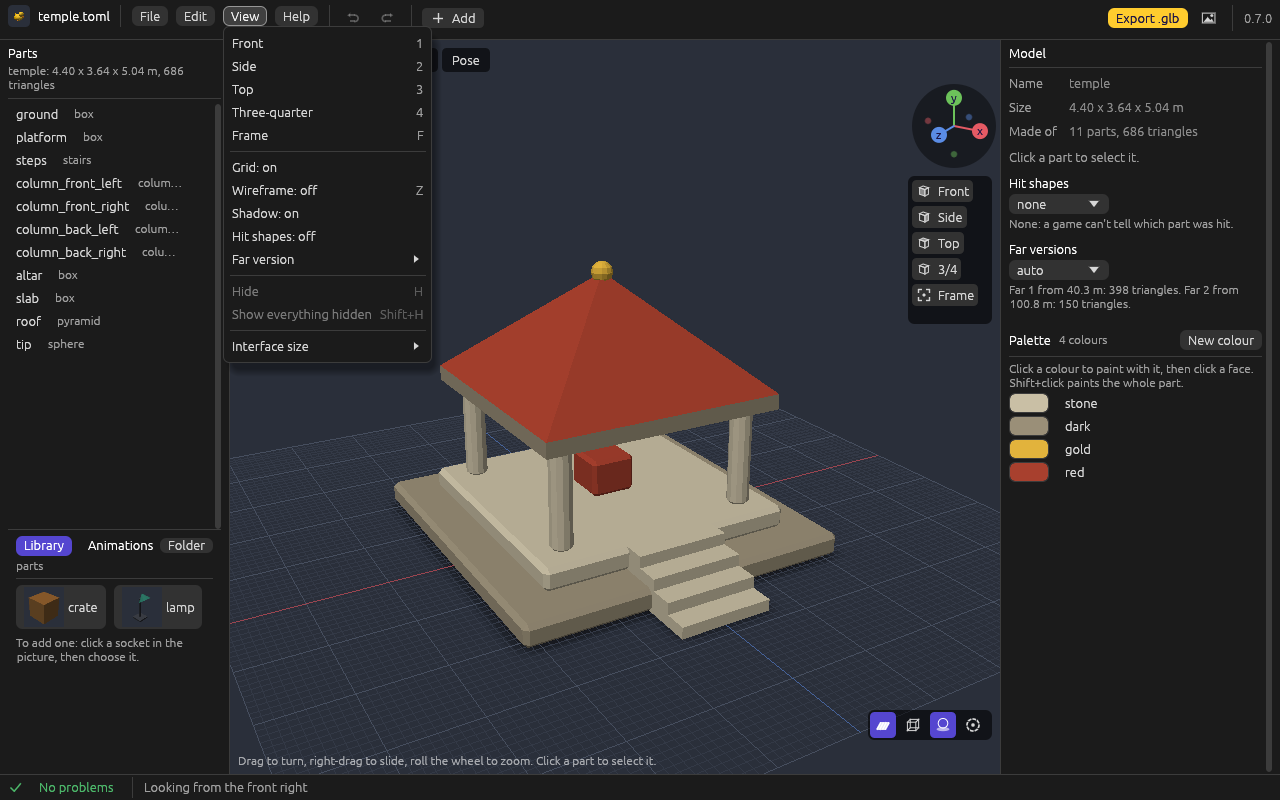 temple.toml
File
Edit
View
Help
Add
Export .glb
0.7.0
Parts
temple: 4.40 x 3.64 x 5.04 m, 686
triangles
ground box
platform box
steps stairs
column_front_left colum…
column_front_right colu…
column_back_left colum…
column_back_right colu…
altar box
slab box
roof pyramid
tip sphere
Library
Animations
Folder
parts
crate
lamp
To add one: click a socket in the
picture, then choose it.
Front 1
Side 2
Top 3
Three-quarter 4
Frame F
Grid: on
Wireframe: off Z
Shadow: on
Hit shapes: off
Far version
Hide H
Show everything hidden Shift+H
Interface size
Pose
y
x
z
Front
Side
Top
3/4
Frame
Drag to turn, right-drag to slide, roll the wheel to zoom. Click a part to select it.
Model
Name temple
Size 4.40 x 3.64 x 5.04 m
Made of 11 parts, 686 triangles
Click a part to select it.
Hit shapes
none
None: a game can't tell which part was hit.
Far versions
auto
Far 1 from 40.3 m: 398 triangles. Far 2 from
100.8 m: 150 triangles.
Palette 4 colours
New colour
Click a colour to paint with it, then click a face.
Shift+click paints the whole part.
stone
dark
gold
red
No problems
Looking from the front right